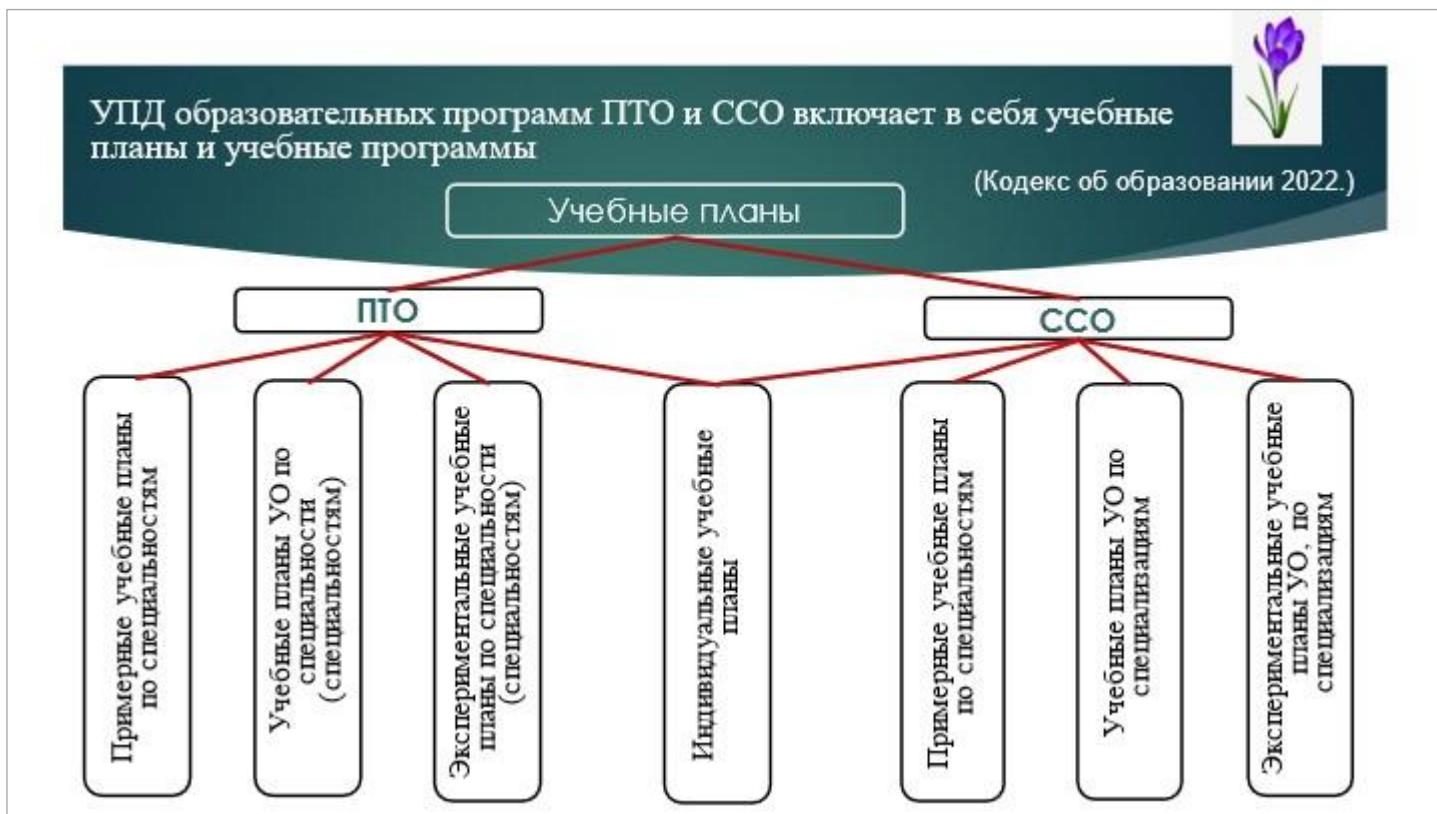 УПД образовательных программ ПТО и ССО включает в себя учебные
планы и учебные программы
(Кодекс об образовании 2022.)
Учебные планы
ПТО
ССО
Примерные учебные планы
по специальностям
Учебные планы УО по
специальности
(специальностям)
Экспериментальные учебные
планы по специальности
(специальностям)
Индивидуальные учебные
планы
Примерные учебные планы
по специальностям
Учебные планы УО по
специализациям
Экспериментальные учебные
планы УО, по
специализациям